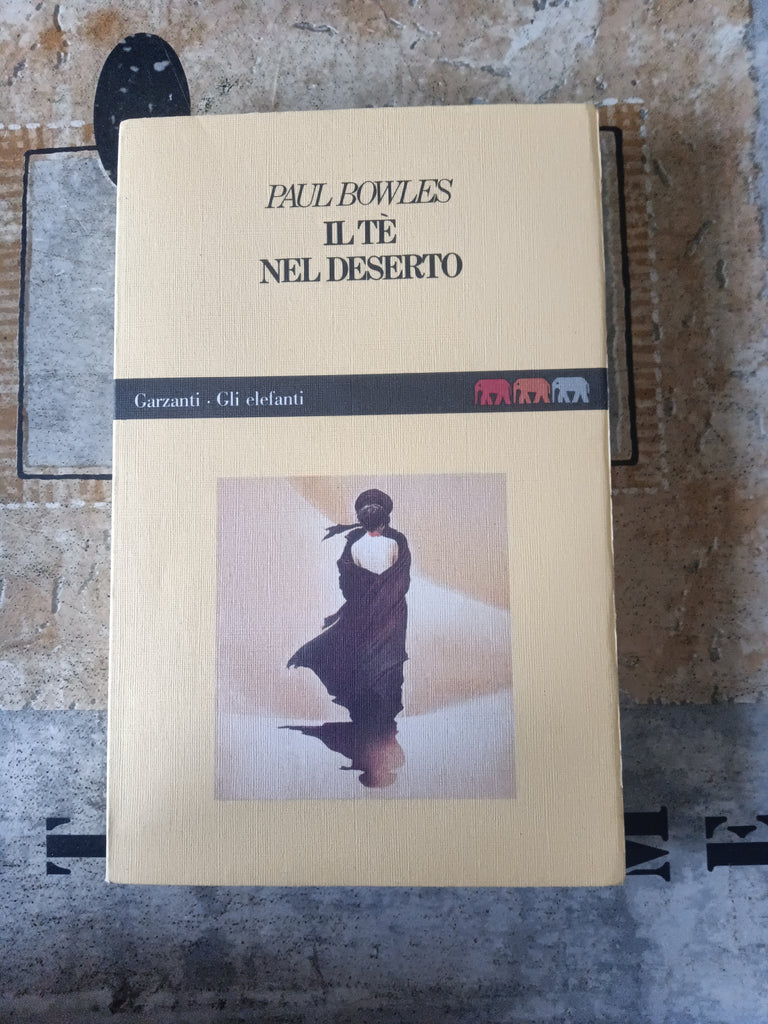 PAUL BOWLES
IL TÈ
NEL DESERTO
Garzanti · Gli elefanti
T M E